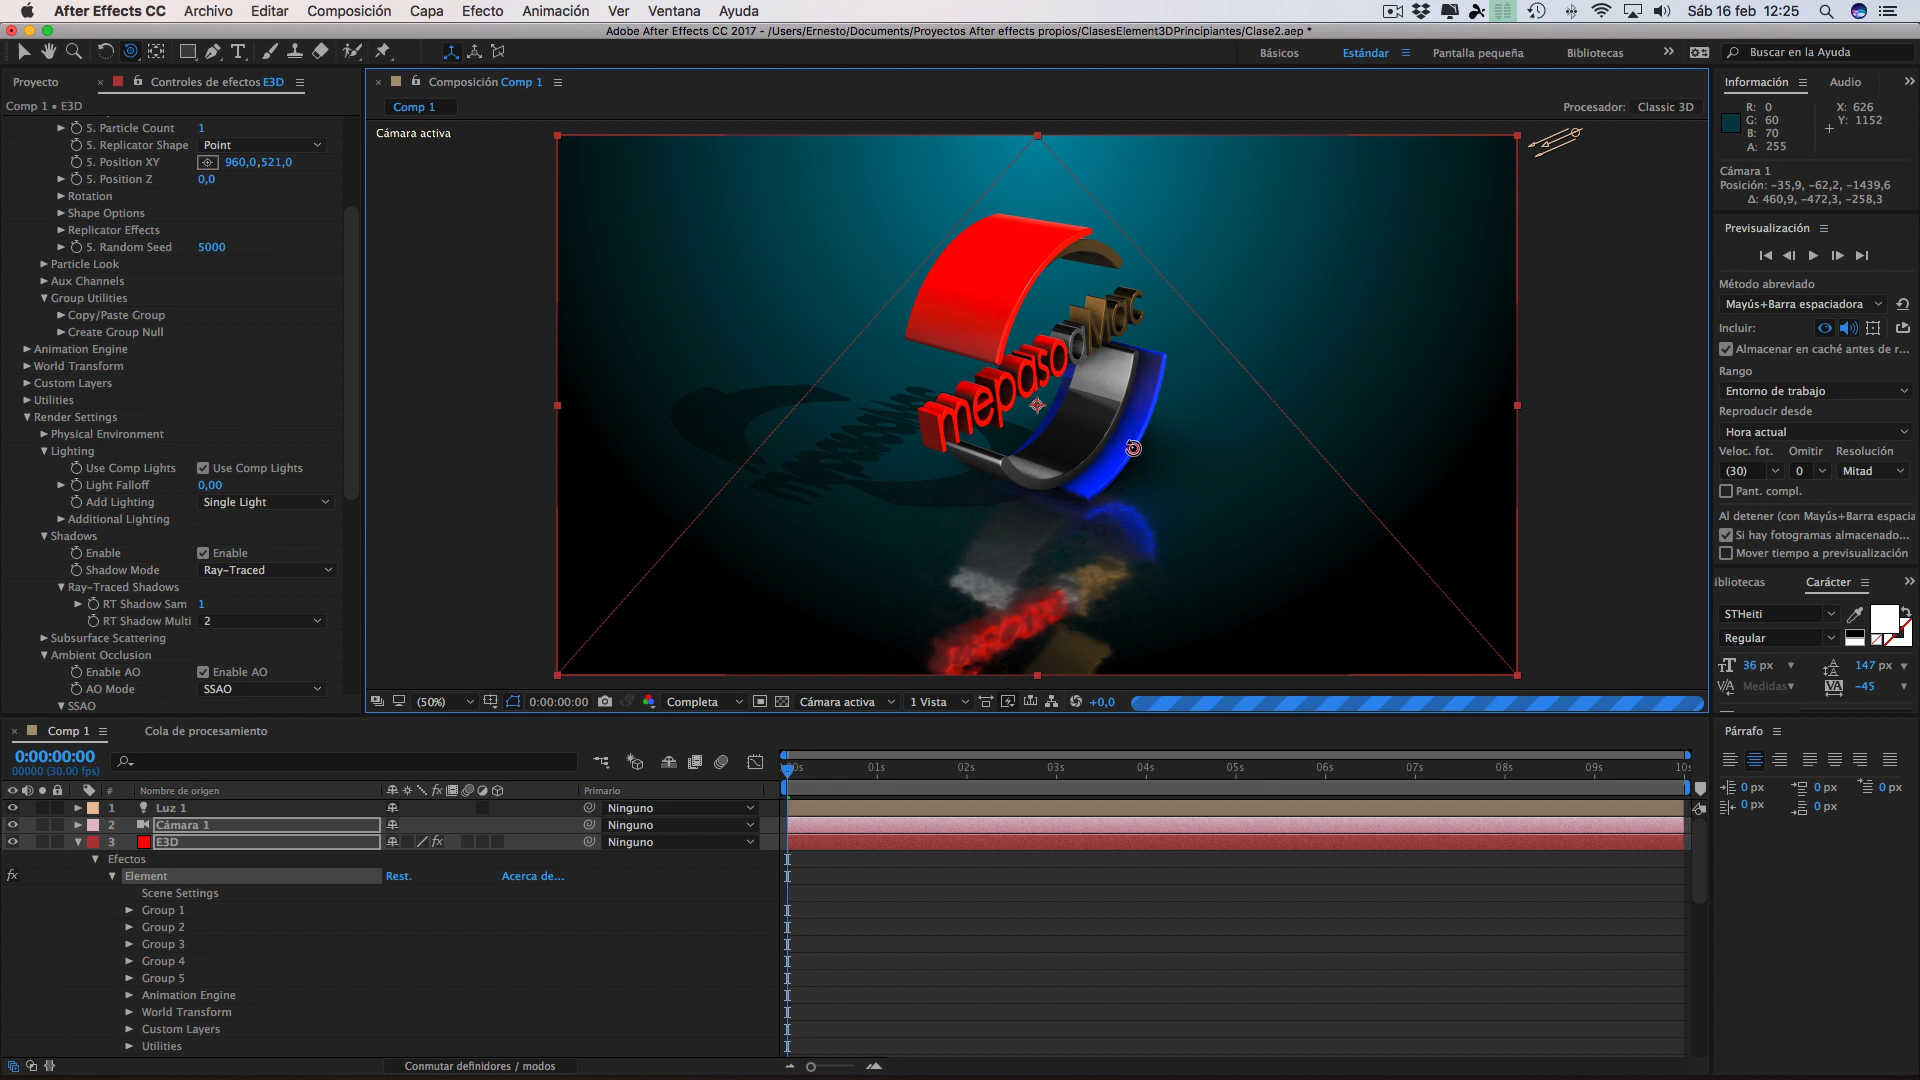 After Effects CC Archivo Editar Composición Capa Efecto Animación Ver Ventana Ayuda Sáb 16 feb 12:25
Adobe After Effects CC 2017 - /Users/Ernesto/Documents/Proyectos After effects propios/ClasesElement3DPrincipiantes/Clase2.aep *
Básicos Estándar Pantalla pequeña Bibliotecas Buscar en la Ayuda
Proyecto Controles de efectos E3D
Comp 1 • E3D
5. Particle Count 1
5. Replicator Shape Point
5. Position XY 960,0,521,0
5. Position Z 0,0
Rotation
Shape Options
Replicator Effects
5. Random Seed 5000
Particle Look
Aux Channels
Group Utilities
Copy/Paste Group
Create Group Null
Animation Engine
World Transform
Custom Layers
Utilities
Render Settings
Physical Environment
Lighting
Use Comp Lights Use Comp Lights
Light Falloff 0,00
Add Lighting Single Light
Additional Lighting
Shadows
Enable Enable
Shadow Mode Ray-Traced
Ray-Traced Shadows
RT Shadow Sam 1
RT Shadow Multi 2
Subsurface Scattering
Ambient Occlusion
Enable AO Enable AO
AO Mode SSAO
SSAO
Composición Comp 1
Comp 1
Procesador: Classic 3D
Cámara activa
mepasoaMac
(50%) 0:00:00:00 Completa Cámara activa 1 Vista +0,0
Información Audio
R: 0 X: 626
G: 60 Y: 1152
B: 70
A: 255
Cámara 1
Posición: -35,9, -62,2, -1439,6
Δ: 460,9, -472,3, -258,3
Previsualización
Método abreviado
Mayús+Barra espaciadora
Incluir:
Almacenar en caché antes de r...
Rango
Entorno de trabajo
Reproducir desde
Hora actual
Veloc. fot. Omitir Resolución
(30) 0 Mitad
Pant. compl.
Al detener (con Mayús+Barra espacia
Si hay fotogramas almacenado...
Mover tiempo a previsualización
ibliotecas Carácter
STHeiti
Regular
36 px 147 px
Medidas -45
Párrafo
0 px 0 px 0 px
0 px 0 px
Comp 1 Cola de procesamiento
0:00:00:00
00000 (30.00 fps)
# Nombre de origen Primario
00s 01s 02s 03s 04s 05s 06s 07s 08s 09s 10s
1 Luz 1 Ninguno
2 Cámara 1 Ninguno
3 E3D fx Ninguno
Efectos
fx Element Rest. Acerca de...
Scene Settings
Group 1
Group 2
Group 3
Group 4
Group 5
Animation Engine
World Transform
Custom Layers
Utilities
Conmutar definidores / modos